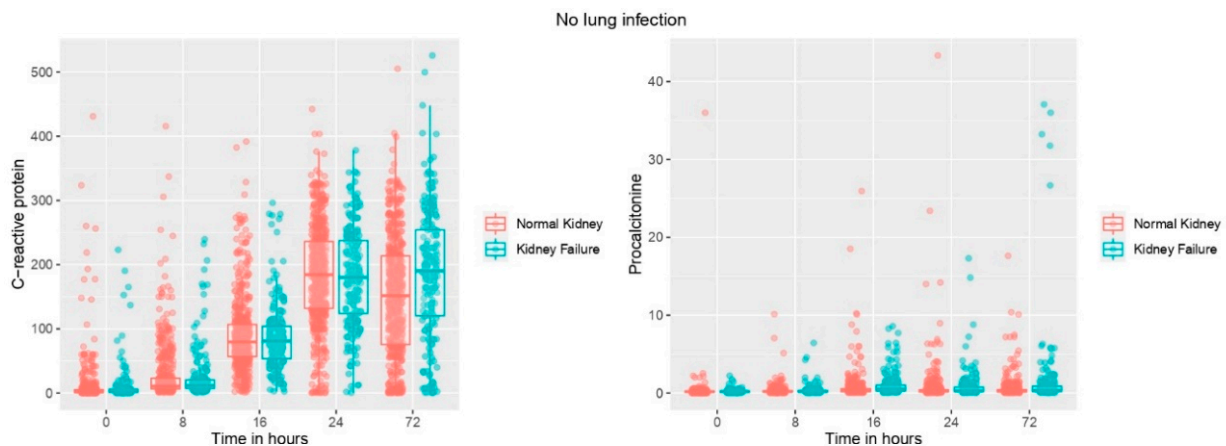 No lung infection
C-reactive protein
500
400
300
200
100
0
0 8 16 24 72
Time in hours
Normal Kidney
Kidney Failure
Procalcitonine
40
30
20
10
0
0 8 16 24 72
Time in hours
Normal Kidney
Kidney Failure